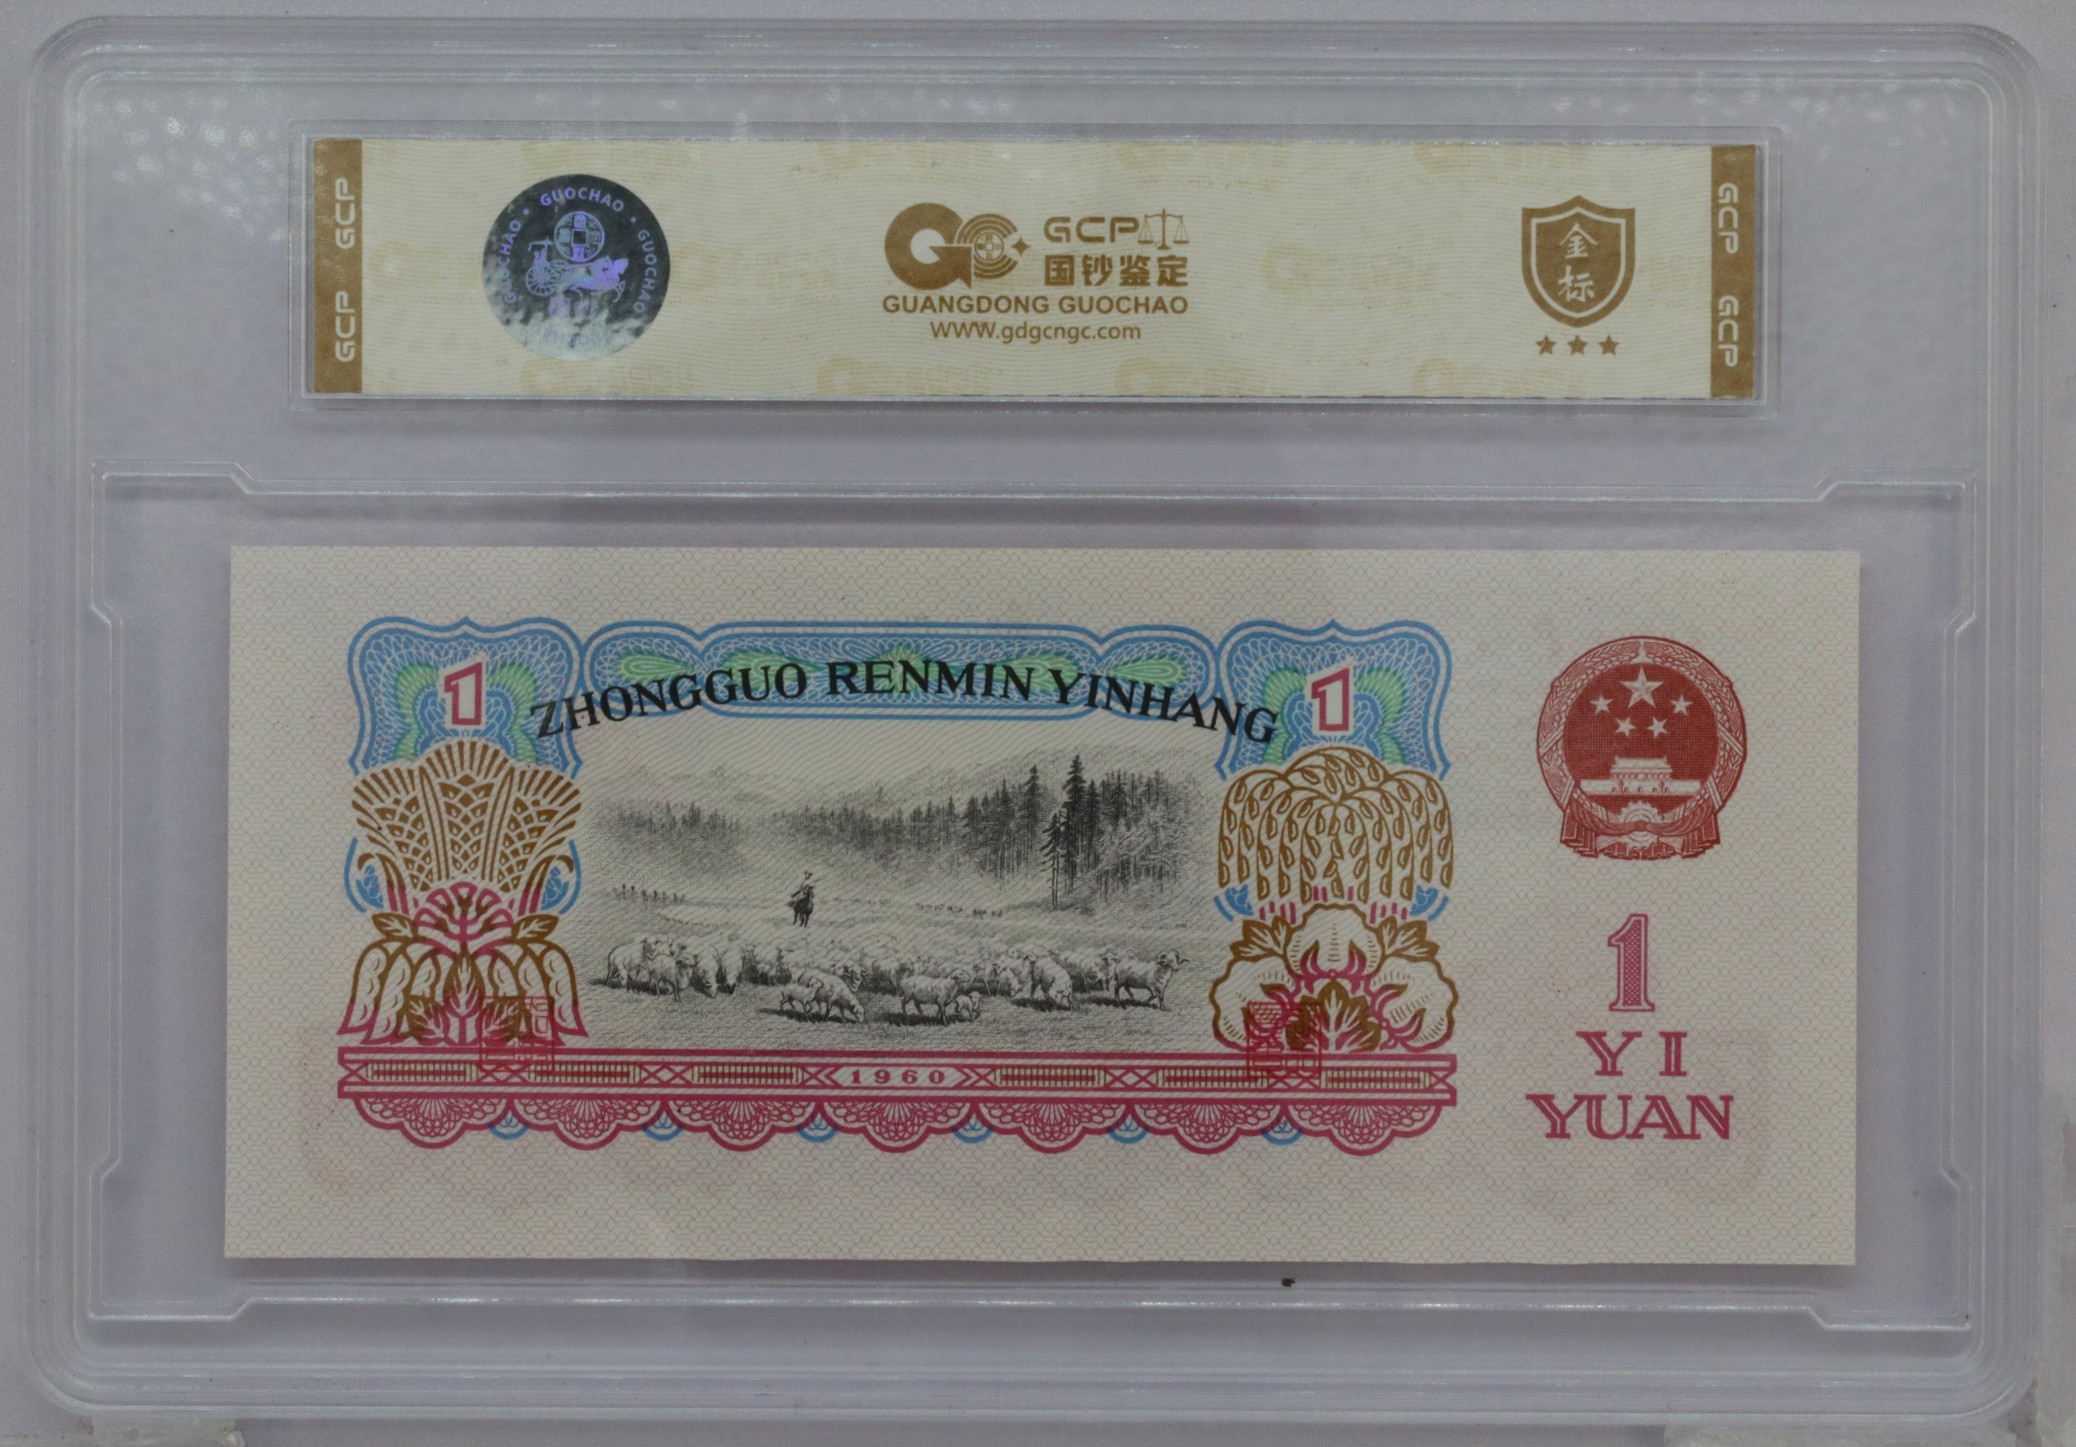 GCP GCP
GUOCHAO • GUOCHAO • GUOCHAO
GCP
国钞鉴定
GUANGDONG GUOCHAO
WWW.gdgcngc.com
金标
GCP GCP
1
ZHONGGUO RENMIN YINHANG
1
1960
1
YI
YUAN